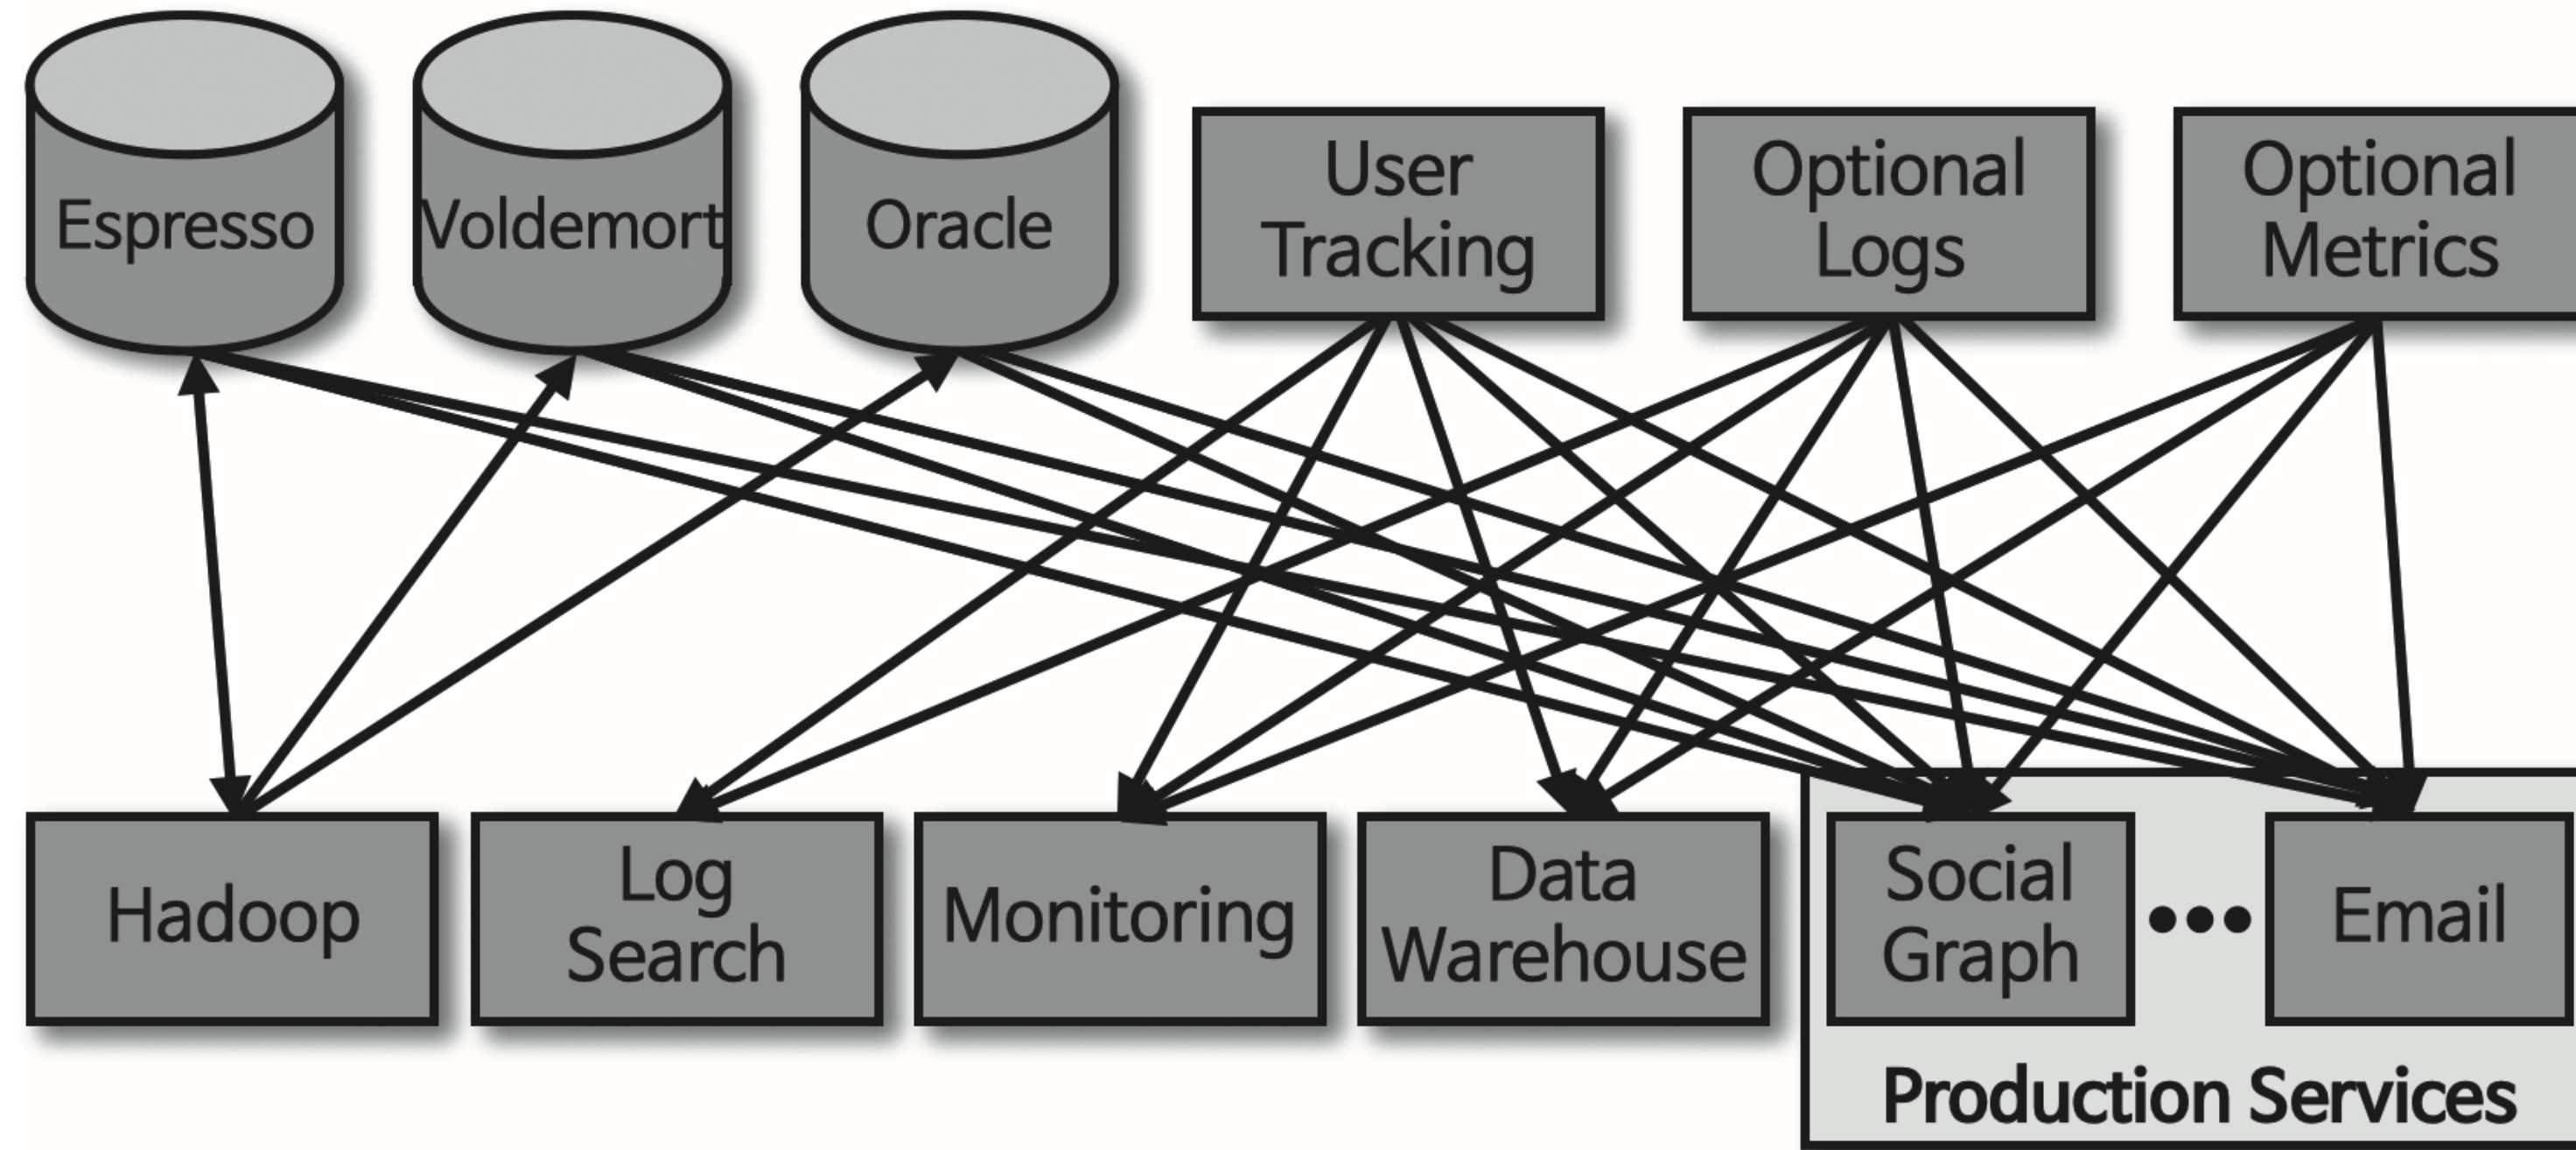 Espresso
Voldemort
Oracle
User
Tracking
Optional
Logs
Optional
Metrics
Hadoop
Log
Search
Monitoring
Data
Warehouse
Social
Graph
Email
Production Services